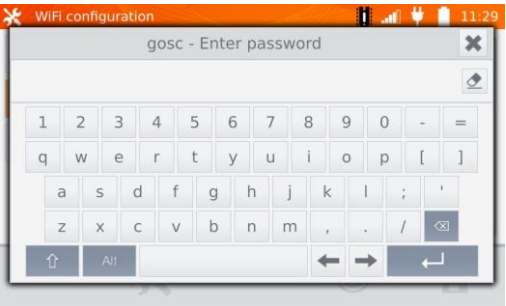 WiFi configuration 11:29
gosc - Enter password
1 2 3 4 5 6 7 8 9 0 - =
q w e r t y u i o p [ ]
a s d f g h j k l ; '
z x c v b n m , . /
Alt